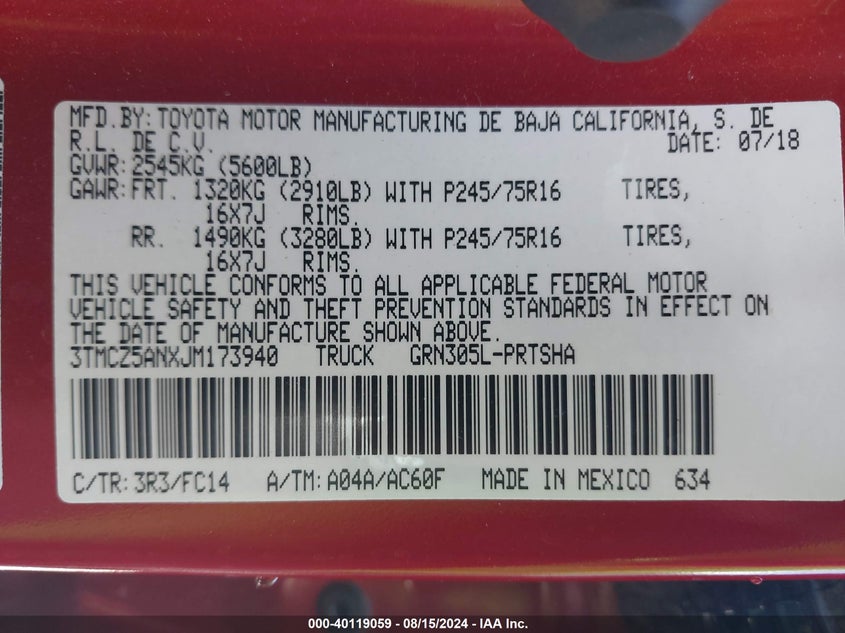 MFD.BY:TOYOTA MOTOR MANUFACTURING DE BAJA CALIFORNIA, S. DE
R.L. DE C.V. DATE: 07/18
GVWR:2545KG (5600LB)
GAWR:FRT. 1320KG (2910LB) WITH P245/75R16 TIRES,
16X7J RIMS.
RR. 1490KG (3280LB) WITH P245/75R16 TIRES,
16X7J RIMS.
THIS VEHICLE CONFORMS TO ALL APPLICABLE FEDERAL MOTOR
VEHICLE SAFETY AND THEFT PREVENTION STANDARDS IN EFFECT ON
THE DATE OF MANUFACTURE SHOWN ABOVE.
3TMCZ5ANXJM173940 TRUCK GRN305L-PRTSHA
C/TR:3R3/FC14 A/TM:A04A/AC60F MADE IN MEXICO 634
000-40119059 - 08/15/2024 - IAAI.com